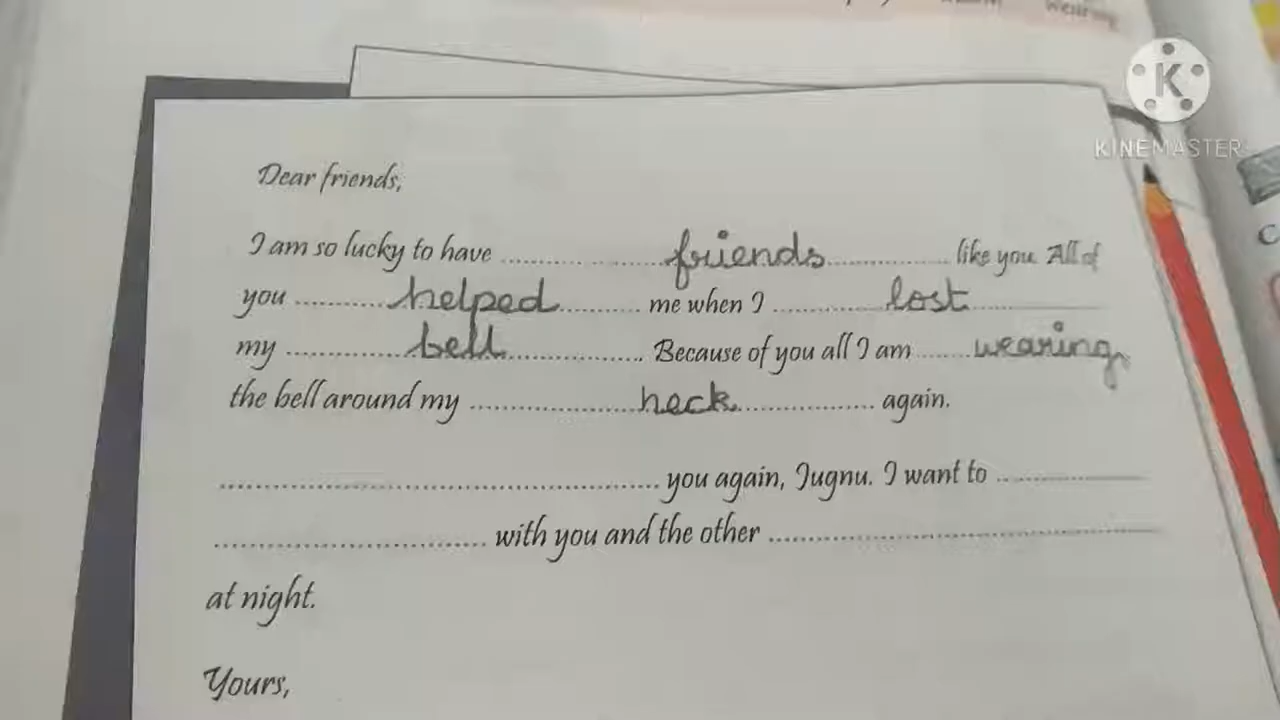 wearing
KINEMASTER
Dear friends,
I am so lucky to have ..... friends ..... like you. All of
you ..... helped ..... me when I ..... lost .....
my ..... bell ..... Because of you all I am ..... wearing
the bell around my ..... neck ..... again.
..... you again, Jugnu. I want to .....
..... with you and the other .....
at night.
Yours,